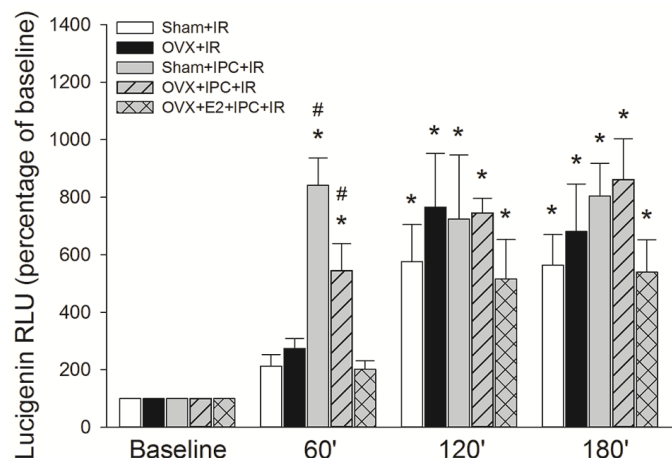 Lucigenin RLU (percentage of baseline)
1400
1200
1000
800
600
400
200
0
Sham+IR
OVX+IR
Sham+IPC+IR
OVX+IPC+IR
OVX+E2+IPC+IR
#
*
#
*
* * * * *
* * * * *
Baseline 60' 120' 180'